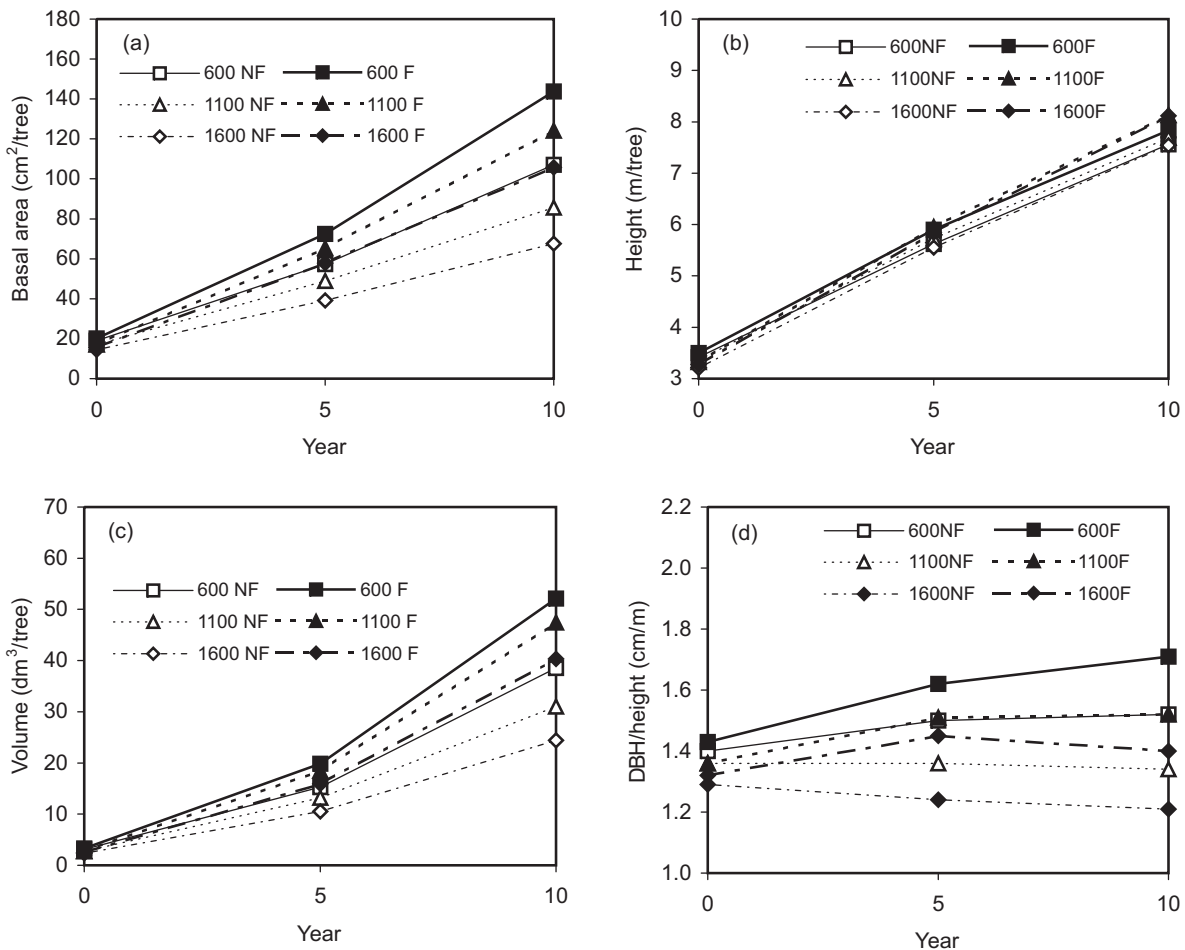 (a)
600 NF 600 F
1100 NF 1100 F
1600 NF 1600 F
Basal area (cm²/tree)
180
160
140
120
100
80
60
40
20
0
0 5 10
Year
(b)
600NF 600F
1100NF 1100F
1600NF 1600F
Height (m/tree)
10
9
8
7
6
5
4
3
0 5 10
Year
(c)
600 NF 600 F
1100 NF 1100 F
1600 NF 1600 F
Volume (dm³/tree)
70
60
50
40
30
20
10
0
0 5 10
Year
(d)
600NF 600F
1100NF 1100F
1600NF 1600F
DBH/height (cm/m)
2.2
2.0
1.8
1.6
1.4
1.2
1.0
0 5 10
Year